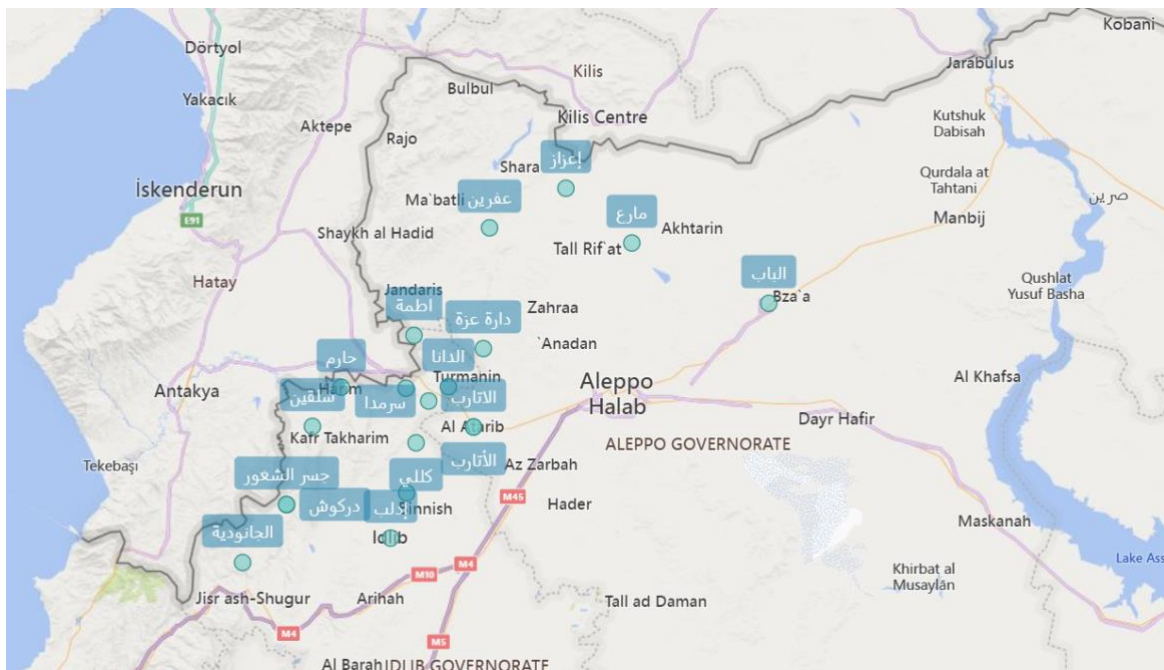 Kobani
Dörtyol
Jarabulus
Kilis
Bulbul
Yakacık
Kutshuk
Dabisah
Kilis Centre
Aktepe
Rajo
إعزاز
Shara
Qurdala at
Tahtani
İskenderun
عفرين
Ma`batli
مارع
صرين
E91
Manbij
Akhtarin
Shaykh al Hadid
Tall Rif`at
الباب
Hatay
Qushlat
Yusuf Basha
Jandaris
Bza`a
اطمة
Zahraa
دارة عزة
`Anadan
حارم
الدانا
Turmanin
Al Khafsa
Antakya
Harim
سلقين
سرمدا
الاتارب
Aleppo
Halab
Dayr Hafir
Kafr Takharim
Al Atarib
ALEPPO GOVERNORATE
الأتارب
Az Zarbah
Tekebaşı
جسر الشغور
كللي
M45
دركوش
إدلب
Binnish
Hader
Maskanah
الجانودية
Idlib
Lake Ass
M4
M10
Khirbat al
Musaylan
Jisr ash-Shugur
Arihah
Tall ad Daman
M4
M5
Al Barah
IDLIB GOVERNORATE